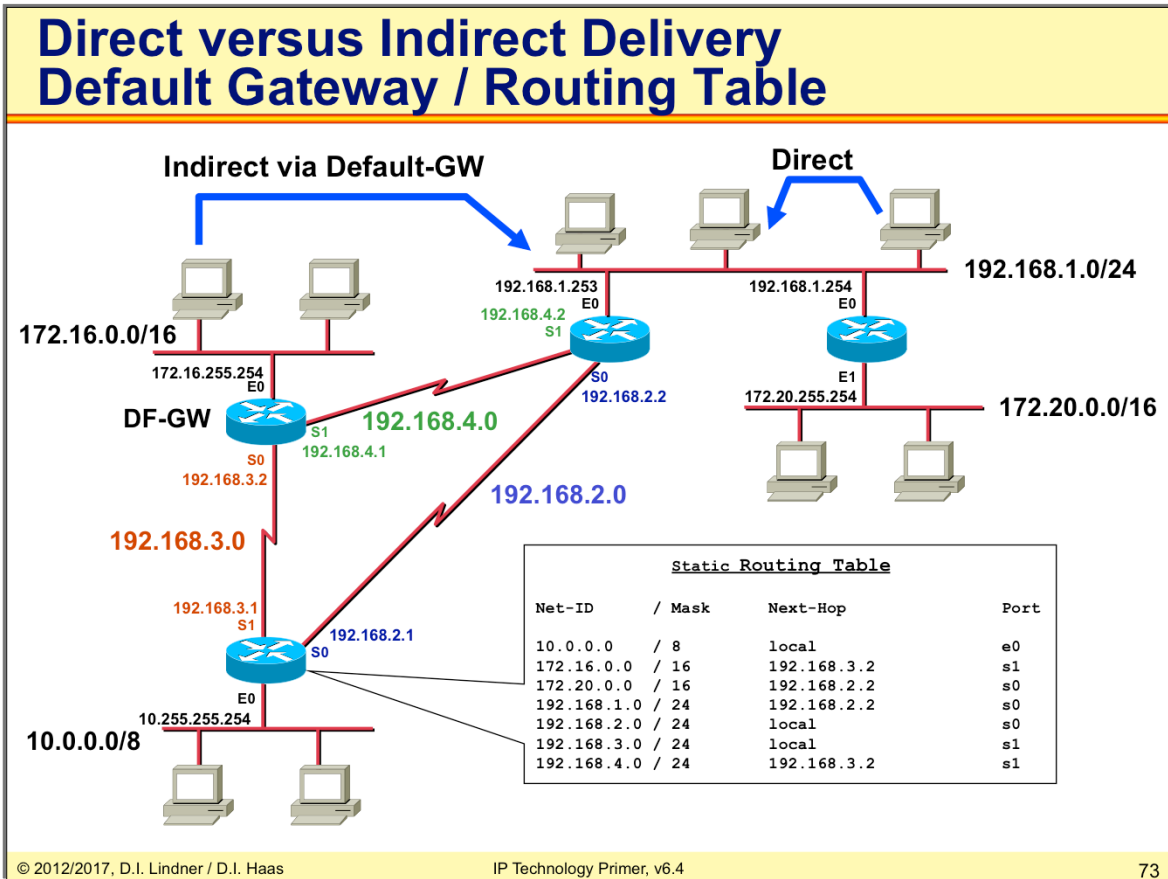 Direct versus Indirect Delivery
Default Gateway / Routing Table
Indirect via Default-GW
Direct
192.168.1.0/24
192.168.1.253
E0
192.168.1.254
E0
192.168.4.2
S1
172.16.0.0/16
172.16.255.254
E0
S0
192.168.2.2
E1
172.20.255.254
172.20.0.0/16
DF-GW
192.168.4.0
S1
192.168.4.1
S0
192.168.3.2
192.168.2.0
192.168.3.0
192.168.3.1
S1
192.168.2.1
S0
E0
10.255.255.254
10.0.0.0/8
Static Routing Table
Net-ID / Mask Next-Hop Port
10.0.0.0 / 8 local e0
172.16.0.0 / 16 192.168.3.2 s1
172.20.0.0 / 16 192.168.2.2 s0
192.168.1.0 / 24 192.168.2.2 s0
192.168.2.0 / 24 local s0
192.168.3.0 / 24 local s1
192.168.4.0 / 24 192.168.3.2 s1
© 2012/2017, D.I. Lindner / D.I. Haas
IP Technology Primer, v6.4
73